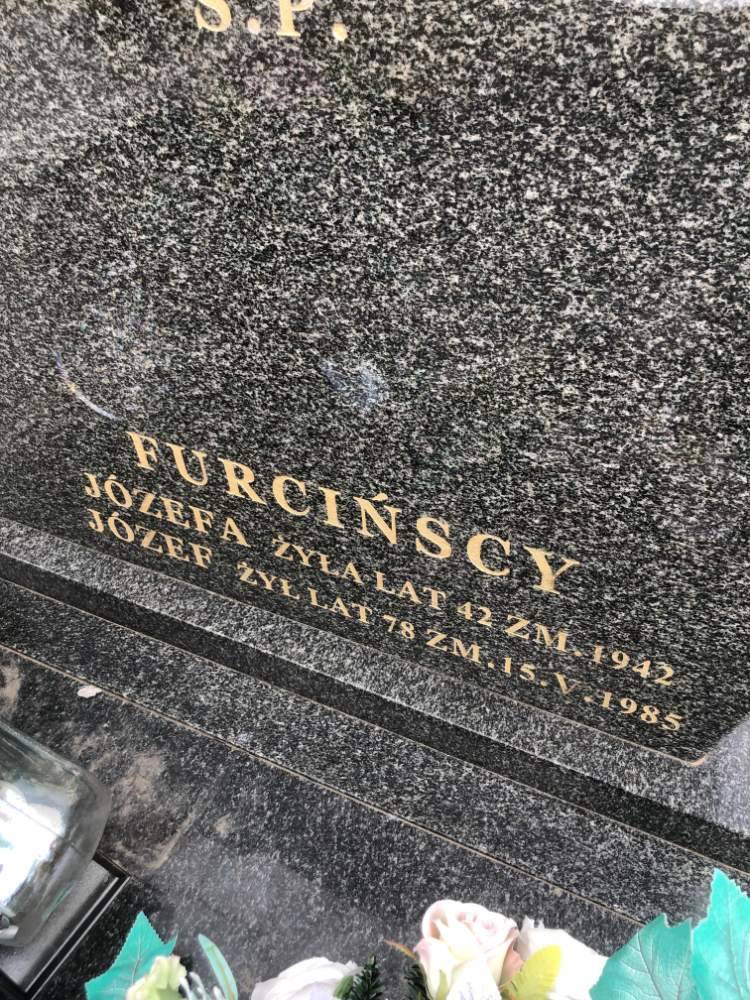 Ś.P.
FURCIŃSCY
JÓZEFA ŻYŁA LAT 42 ZM. 1942
JÓZEF ŻYŁ LAT 78 ZM. 15.V.1985